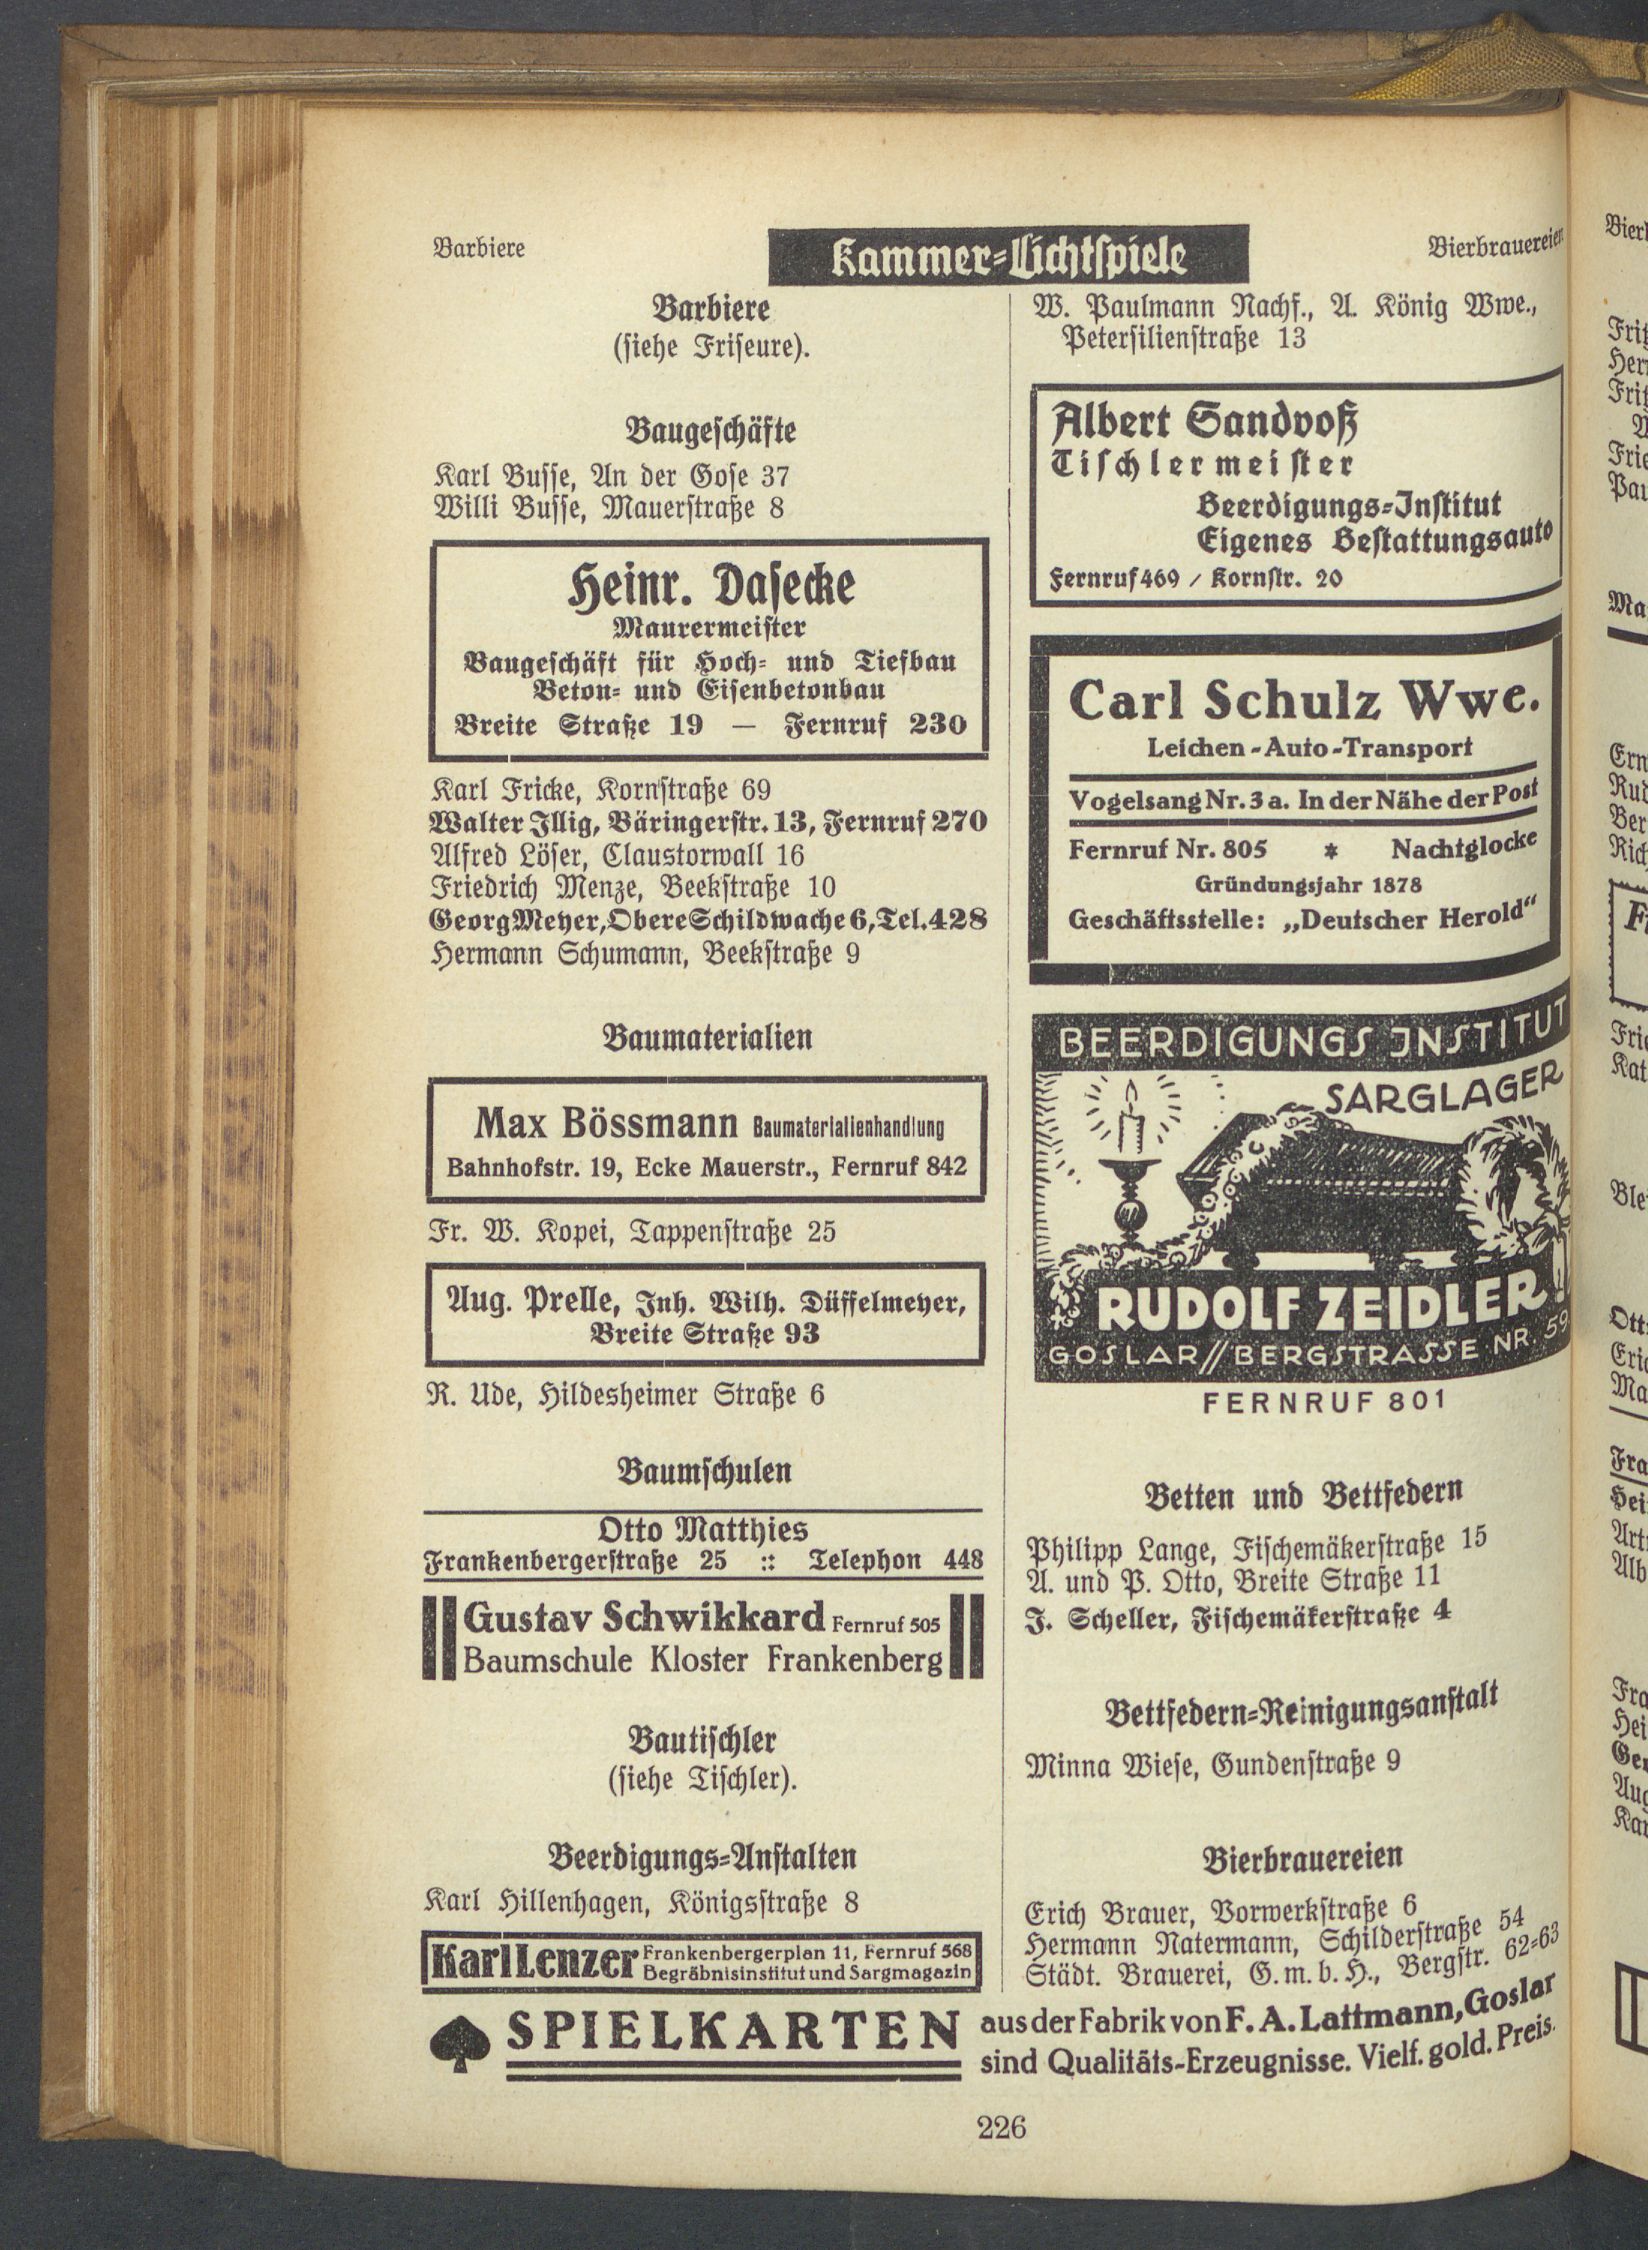 Barbiere
Kammer=Lichtspiele
Bierbrauereien
Barbiere
(siehe Friseure).
Baugeschäfte
Karl Busse, An der Gose 37
Willi Busse, Mauerstraße 8
Heinr. Dasecke
Maurermeister
Baugeschäft für Hoch= und Tiefbau
Beton= und Eisenbetonbau
Breite Straße 19 — Fernruf 230
Karl Fricke, Kornstraße 69
Walter Illig, Bäringerstr. 13, Fernruf 270
Alfred Löser, Claustorwall 16
Friedrich Menze, Beekstraße 10
Georg Meyer, Obere Schildwache 6, Tel. 428
Hermann Schumann, Beekstraße 9
Baumaterialien
Max Bössmann Baumaterialienhandlung
Bahnhofstr. 19, Ecke Mauerstr., Fernruf 842
Fr. W. Kopei, Tappenstraße 25
Aug. Prelle, Inh. Wilh. Düffelmeyer,
Breite Straße 93
R. Ude, Hildesheimer Straße 6
Baumschulen
Otto Matthies
Frankenbergerstraße 25 :: Telephon 448
Gustav Schwikkard Fernruf 505
Baumschule Kloster Frankenberg
Bautischler
(siehe Tischler).
Beerdigungs=Anstalten
Karl Hillenhagen, Königsstraße 8
Karl Lenzer Frankenbergerplan 11, Fernruf 568
Begräbnisinstitut und Sargmagazin
W. Paulmann Nachf., A. König Wwe.,
Petersilienstraße 13
Albert Sandvoß
Tischlermeister
Beerdigungs=Institut
Eigenes Bestattungsauto
Fernruf 469 / Kornstr. 20
Carl Schulz Wwe.
Leichen-Auto-Transport
Vogelsang Nr. 3a. In der Nähe der Post
Fernruf Nr. 805 * Nachtglocke
Gründungsjahr 1878
Geschäftsstelle: „Deutscher Herold“
BEERDIGUNGS INSTITUT
SARGLAGER
RUDOLF ZEIDLER
GOSLAR // BERGSTRASSE NR. 59
FERNRUF 801
Betten und Bettfedern
Philipp Lange, Fischemäkerstraße 15
A. und P. Otto, Breite Straße 11
J. Scheller, Fischemäkerstraße 4
Bettfedern=Reinigungsanstalt
Minna Wiese, Gundenstraße 9
Bierbrauereien
Erich Brauer, Vorwerkstraße 6
Hermann Natermann, Schilderstraße 54
Städt. Brauerei, G. m. b. H., Bergstr. 62=63
SPIELKARTEN aus der Fabrik von F. A. Lattmann, Goslar
sind Qualitäts-Erzeugnisse. Vielf. gold. Preis.
226